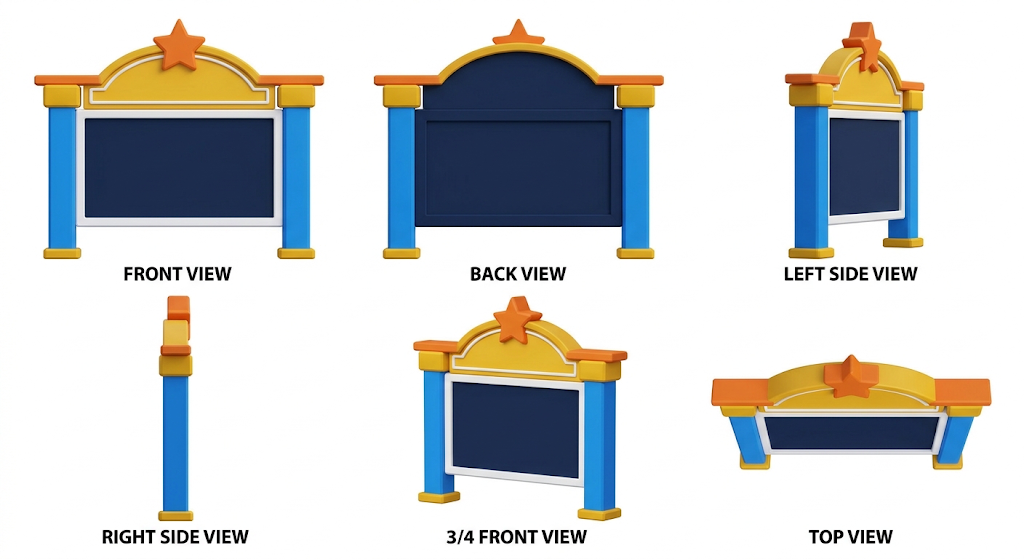 FRONT VIEW
BACK VIEW
LEFT SIDE VIEW
RIGHT SIDE VIEW
3/4 FRONT VIEW
TOP VIEW